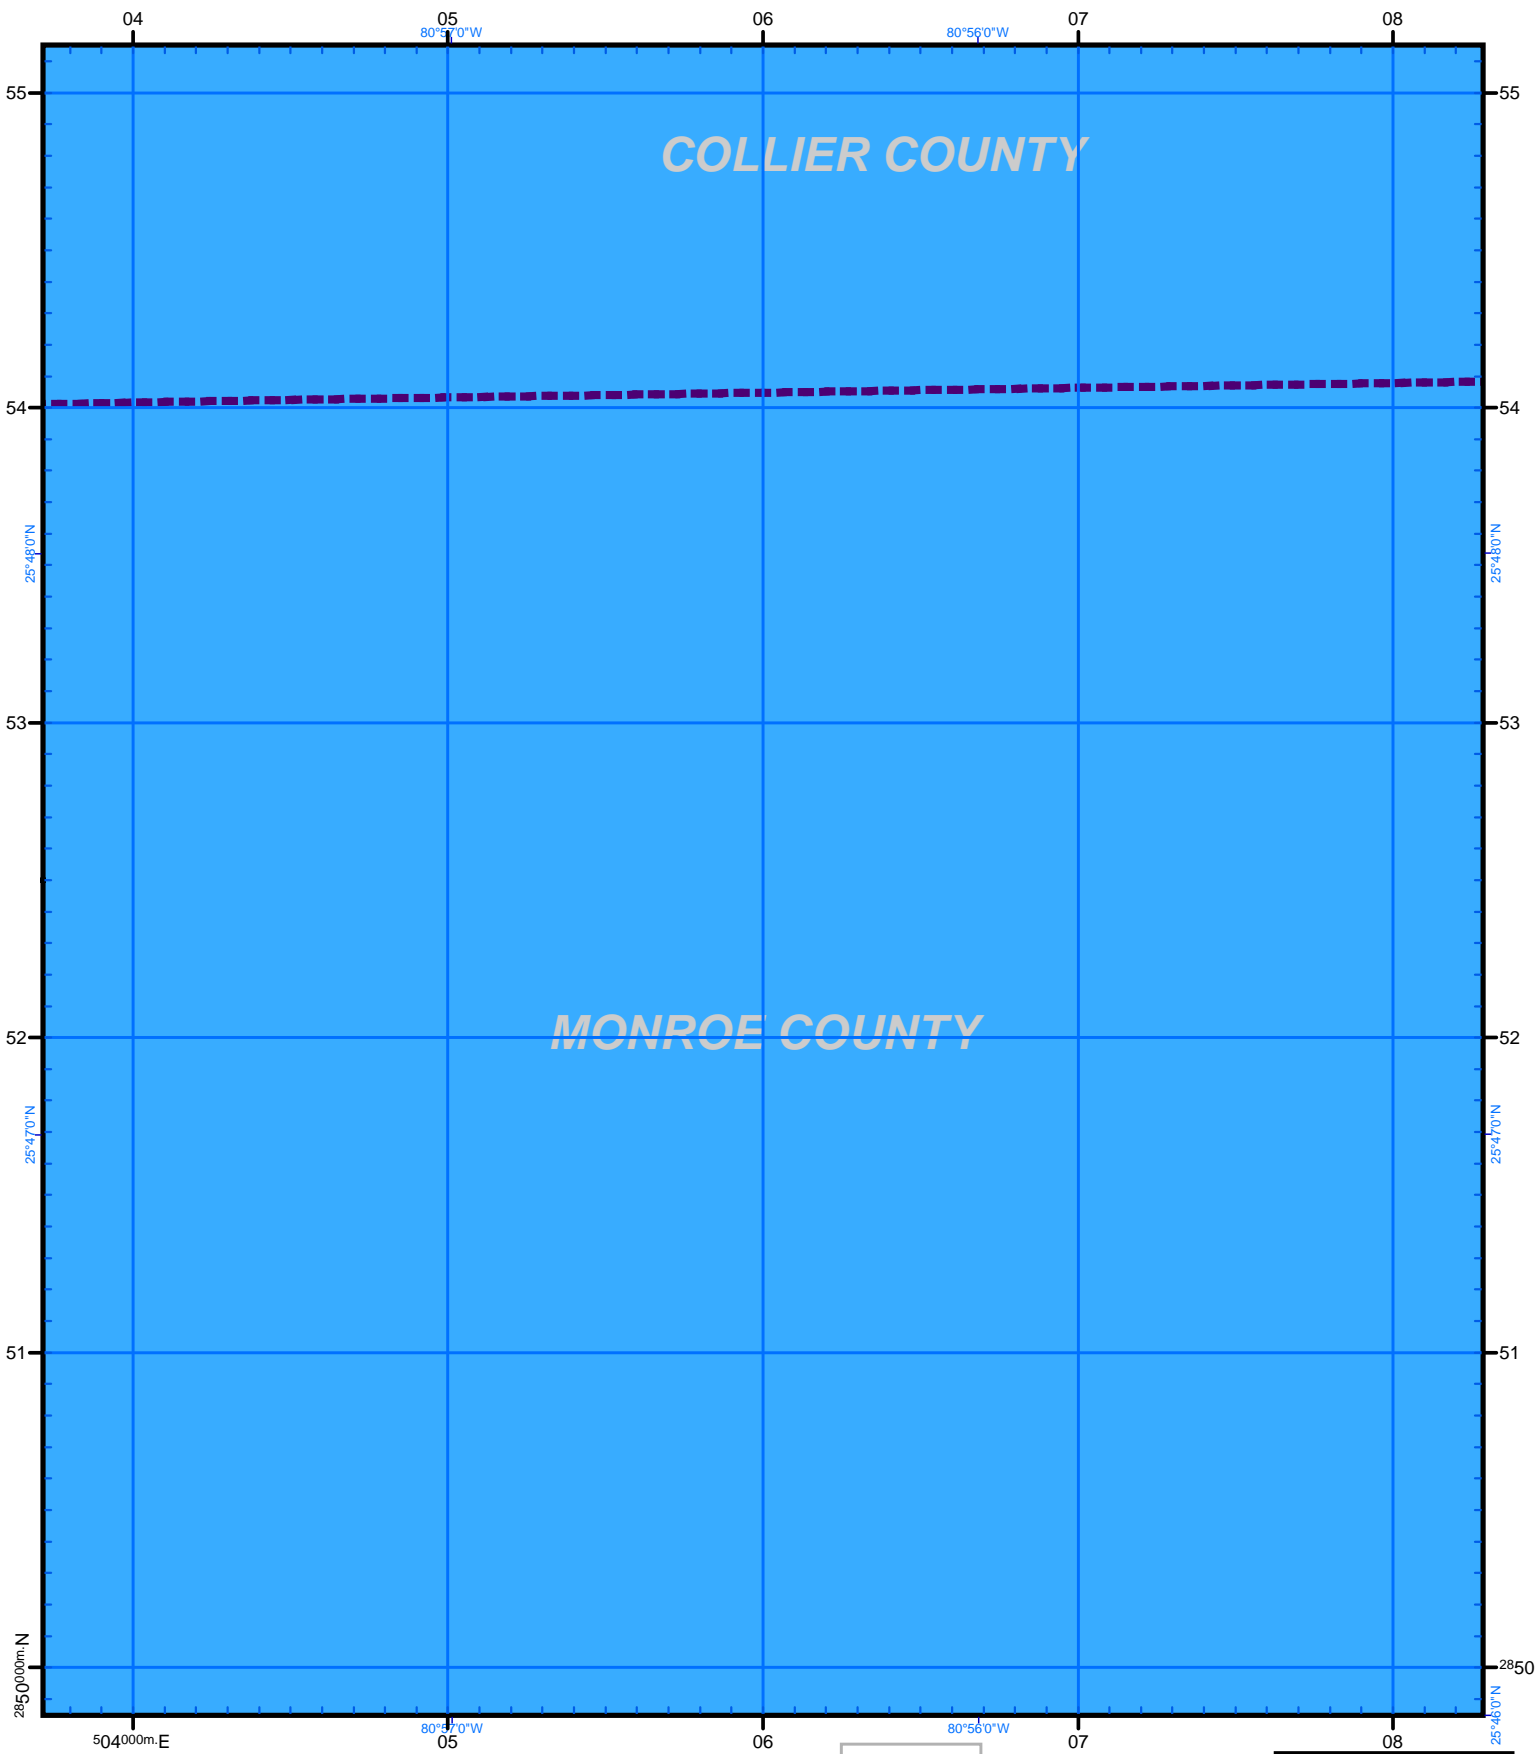 04 05 06 07 08
80°57'0"W 80°56'0"W
55 55
COLLIER COUNTY
54 54
25°48'0"N 25°48'0"N
53 53
MONROE COUNTY
52 52
25°47'0"N 25°47'0"N
51 51
2850000m.N 2850
25°46'0"N
80°57'0"W 80°56'0"W
504000m.E 05 06 07 08